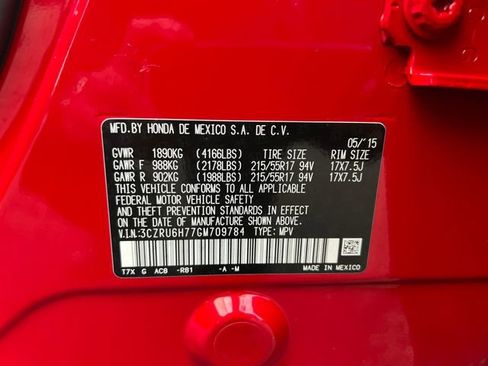 MFD.BY HONDA DE MEXICO S.A. DE C.V.
05/'15
GVWR 1890KG (4166LBS) TIRE SIZE RIM SIZE
GAWR F 988KG (2178LBS) 215/55R17 94V 17X7.5J
GAWR R 902KG (1988LBS) 215/55R17 94V 17X7.5J
THIS VEHICLE CONFORMS TO ALL APPLICABLE
FEDERAL MOTOR VEHICLE SAFETY
STANDARDS IN EFFECT
ON THE DATE OF MANUFACTURE SHOWN ABOVE.
V.I.N:3CZRU6H77GM709784 TYPE: MPV
T7X G AC8 -R81 -A -M MADE IN MEXICO